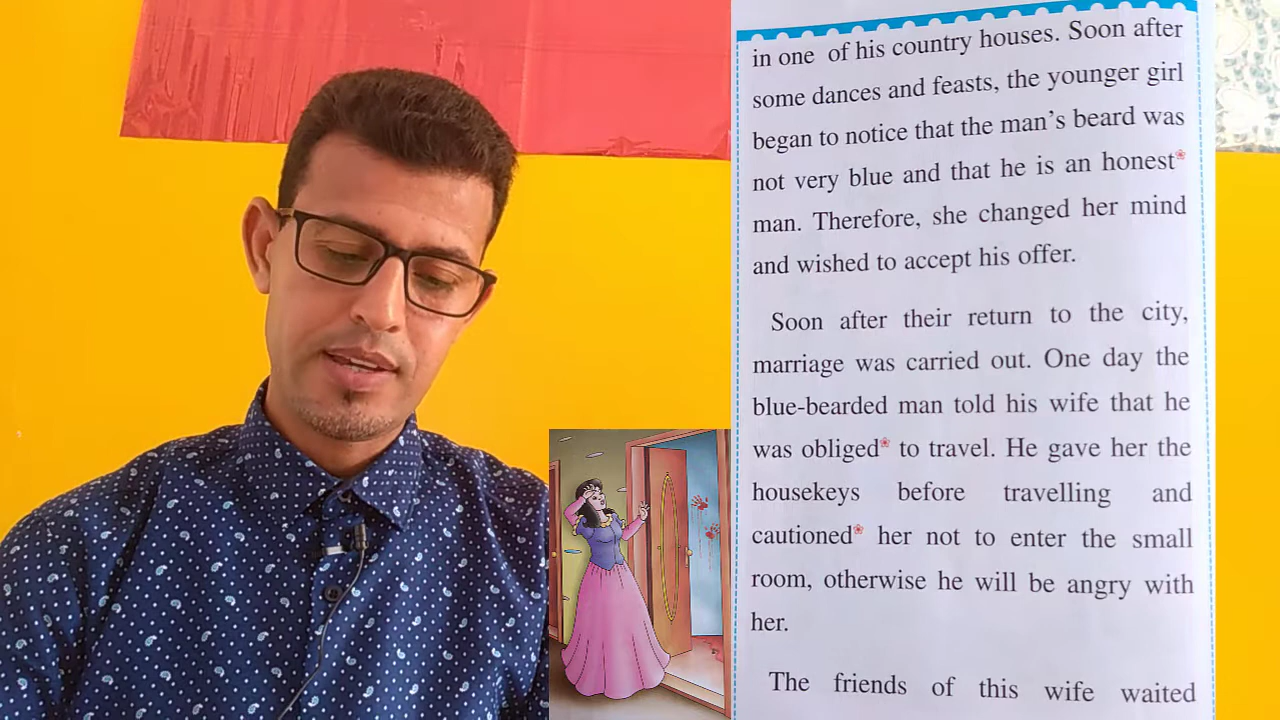 in one of his country houses. Soon after
some dances and feasts, the younger girl
began to notice that the man's beard was
not very blue and that he is an honest
man. Therefore, she changed her mind
and wished to accept his offer.
Soon after their return to the city,
marriage was carried out. One day the
blue-bearded man told his wife that he
was obliged to travel. He gave her the
housekeys before travelling and
cautioned her not to enter the small
room, otherwise he will be angry with
her.
The friends of this wife waited